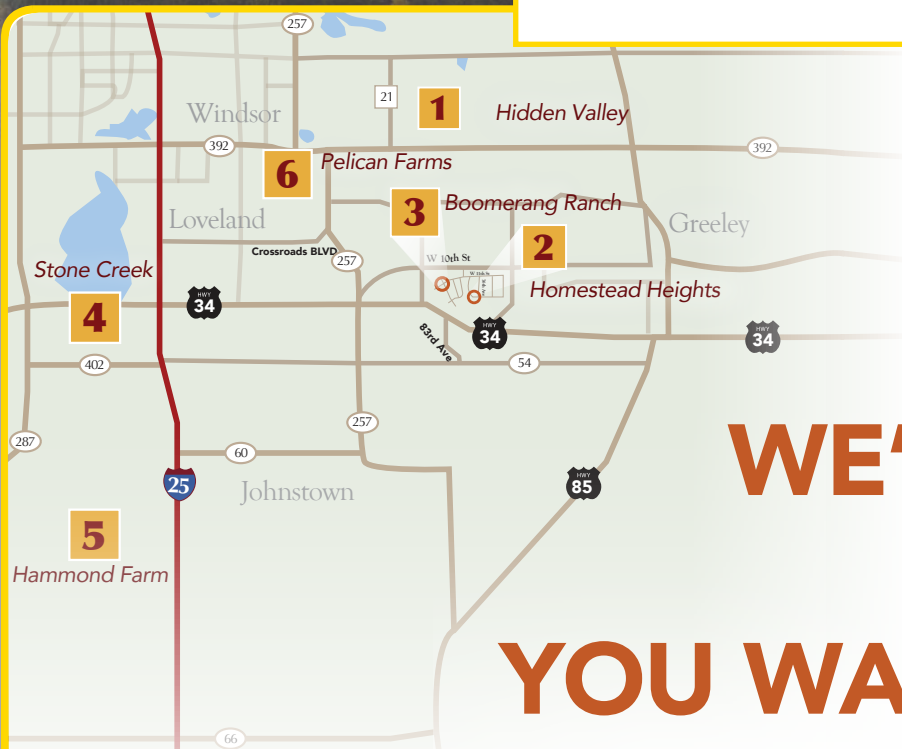 257
21
1
Hidden Valley
Windsor
392
392
6
Pelican Farms
3
Boomerang Ranch
Loveland
Greeley
2
Crossroads BLVD
257
W 10th St
Stone Creek
Homestead Heights
HWY
34
4
83rd Ave
HWY
34
HWY
34
402
54
257
WE'
287
60
25
HWY
85
Johnstown
5
Hammond Farm
YOU WA
66